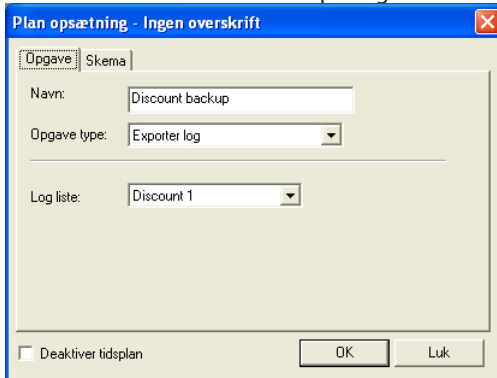 Plan opsætning - Ingen overskrift
Opgave Skema
Navn: Discount backup
Opgave type: Exporter log
Log liste: Discount 1
Deaktiver tidsplan OK Luk